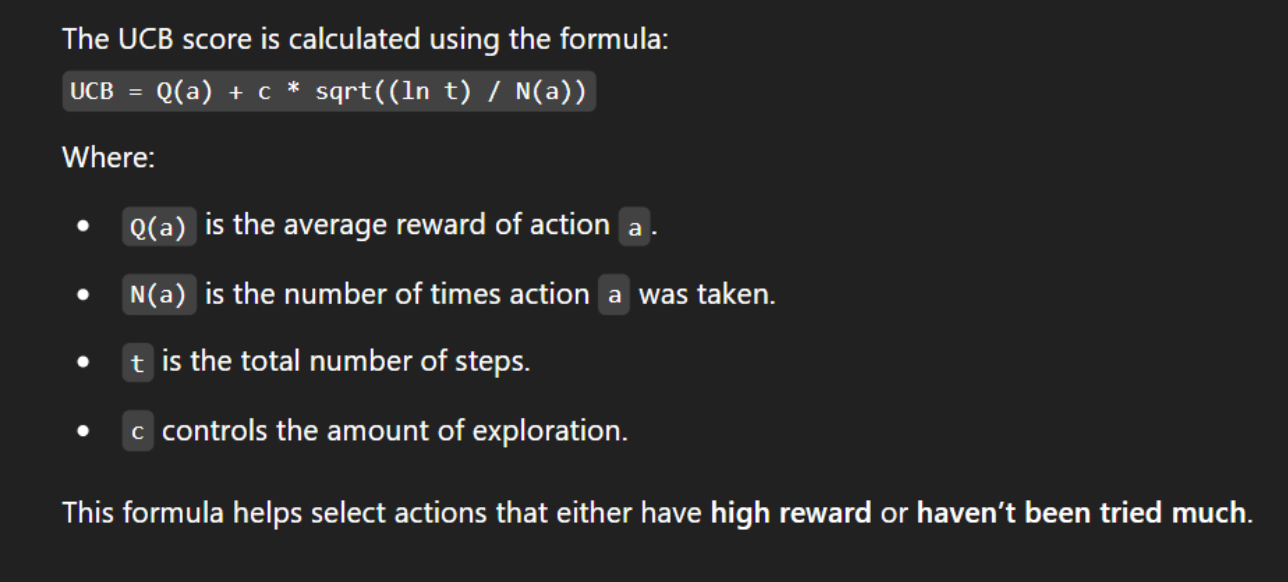 The UCB score is calculated using the formula:
UCB = Q(a) + c * sqrt((ln t) / N(a))
Where:
• Q(a) is the average reward of action a.
• N(a) is the number of times action a was taken.
• t is the total number of steps.
• c controls the amount of exploration.
This formula helps select actions that either have high reward or haven’t been tried much.